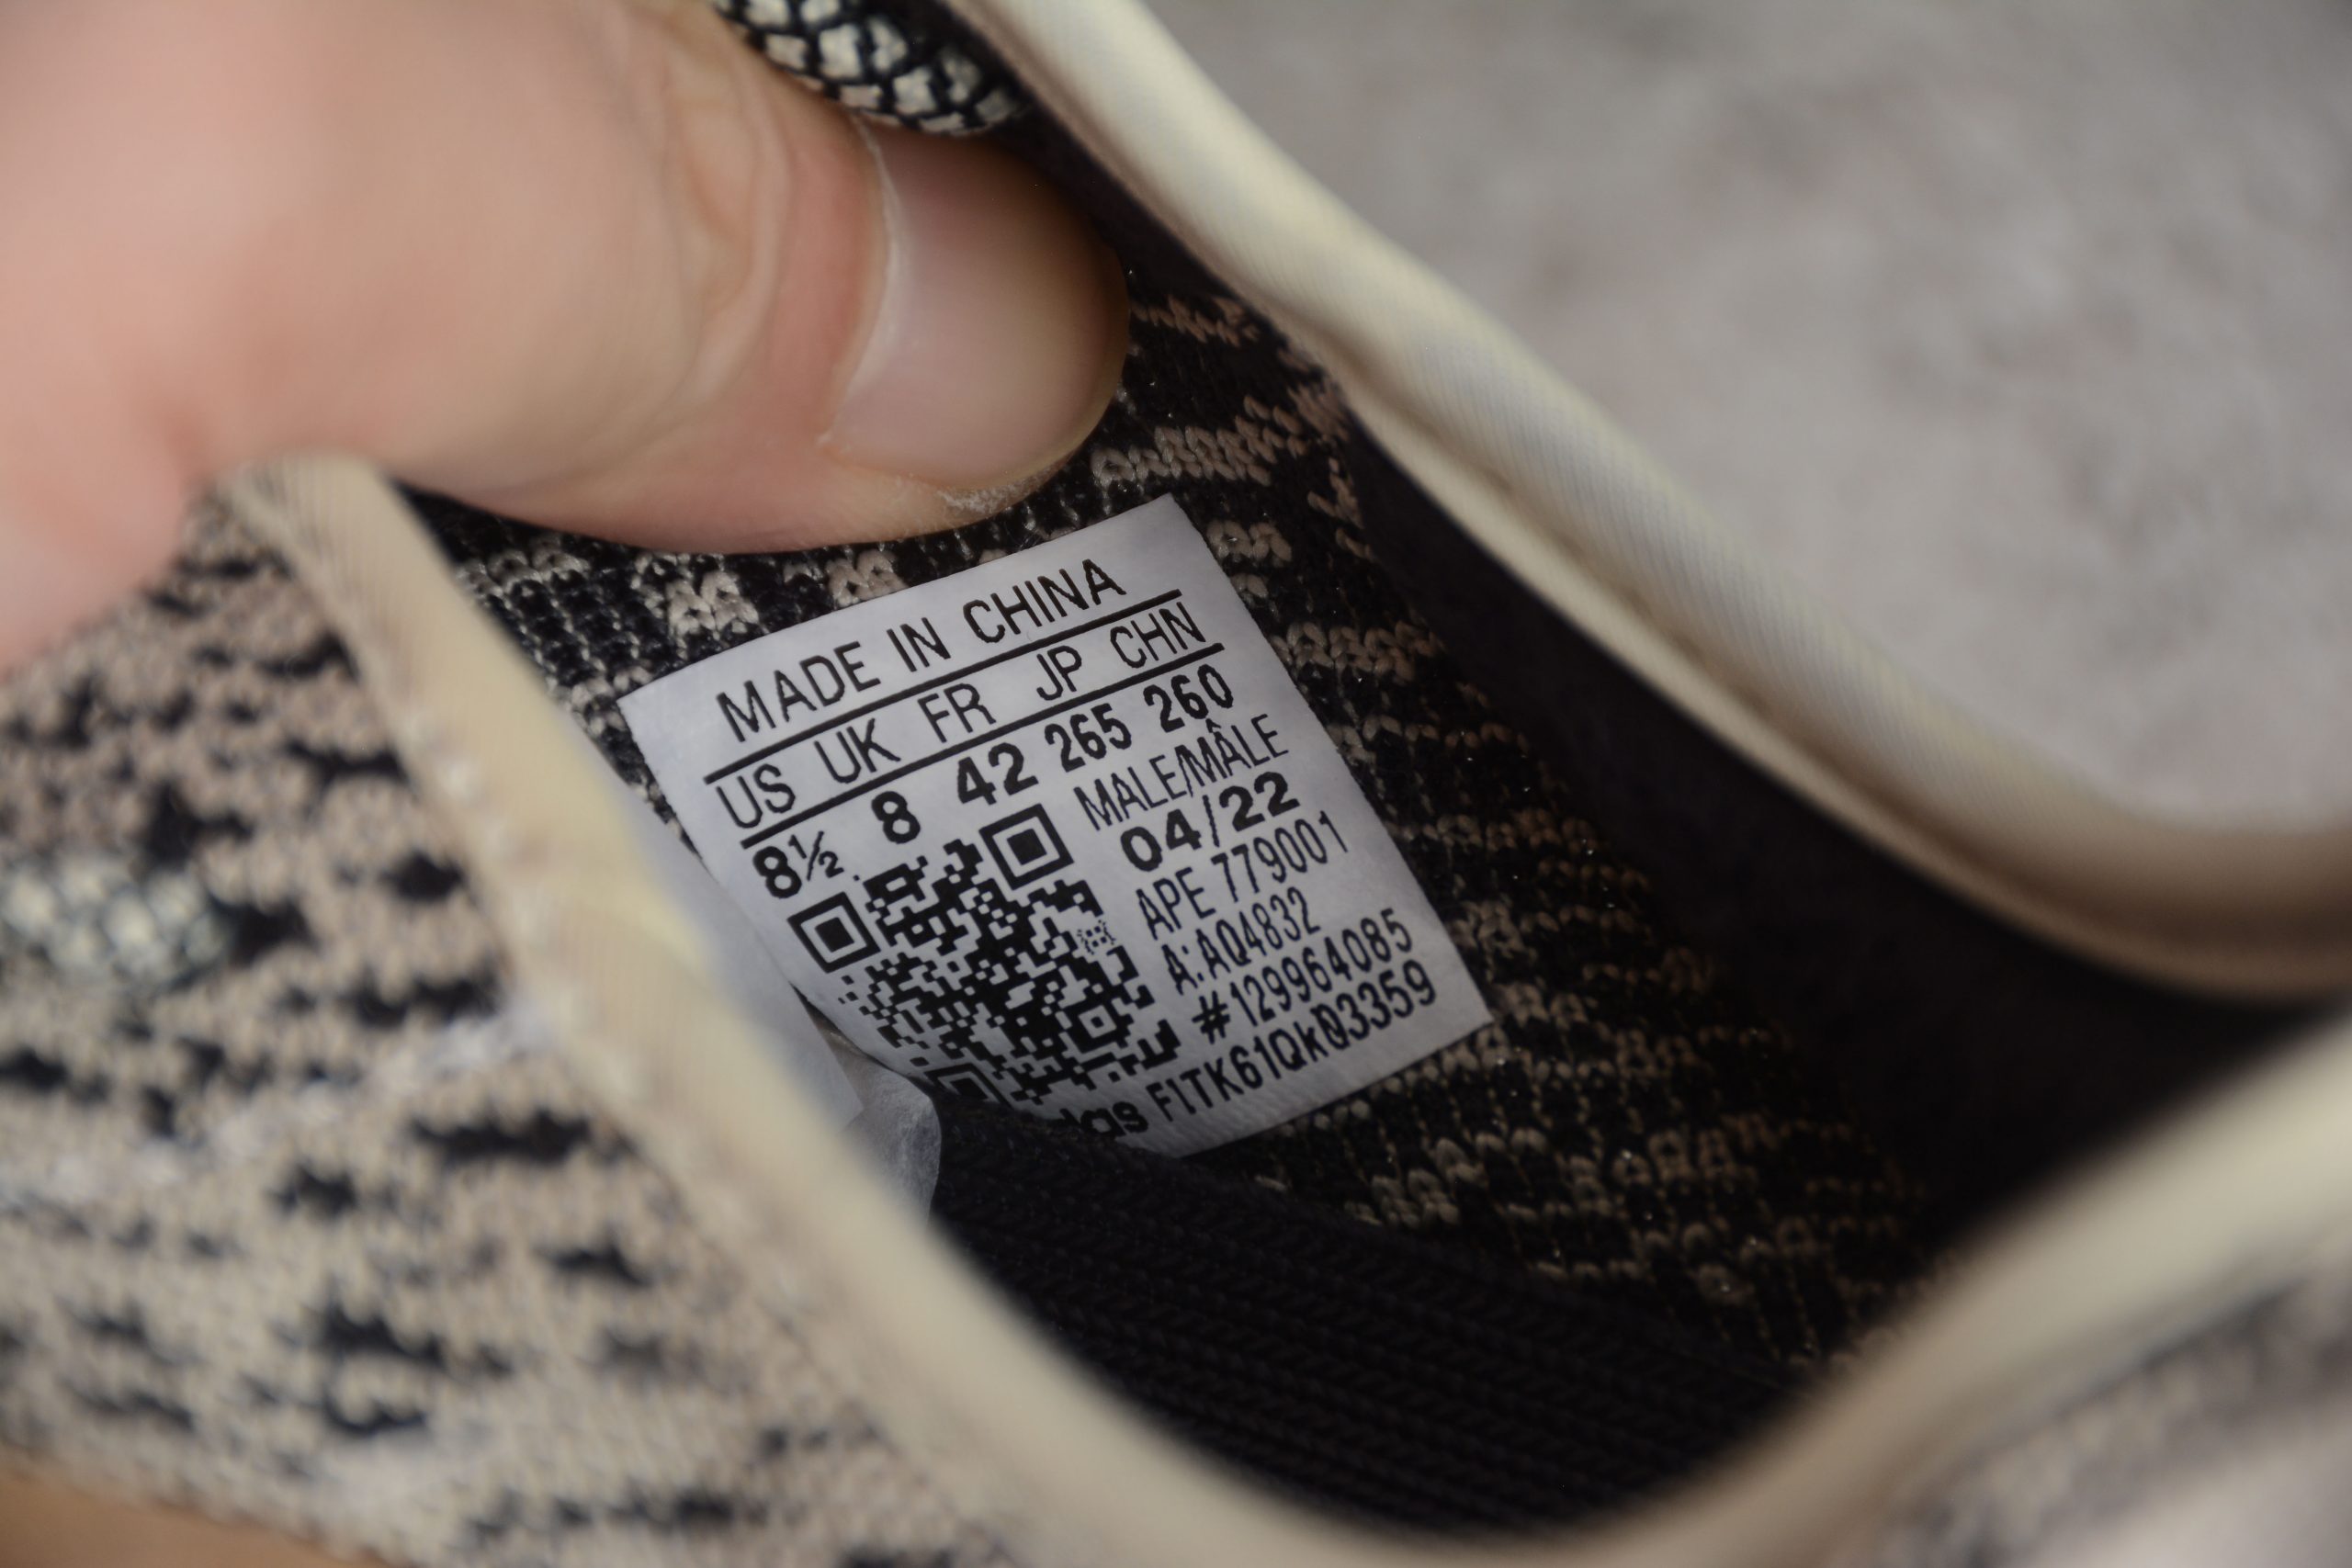 MADE IN CHINA
US UK FR JP CHN
8½ 8 42 265 260
MALE/MÂLE
04/22
APE 779001
A:AQ4832
#129964085